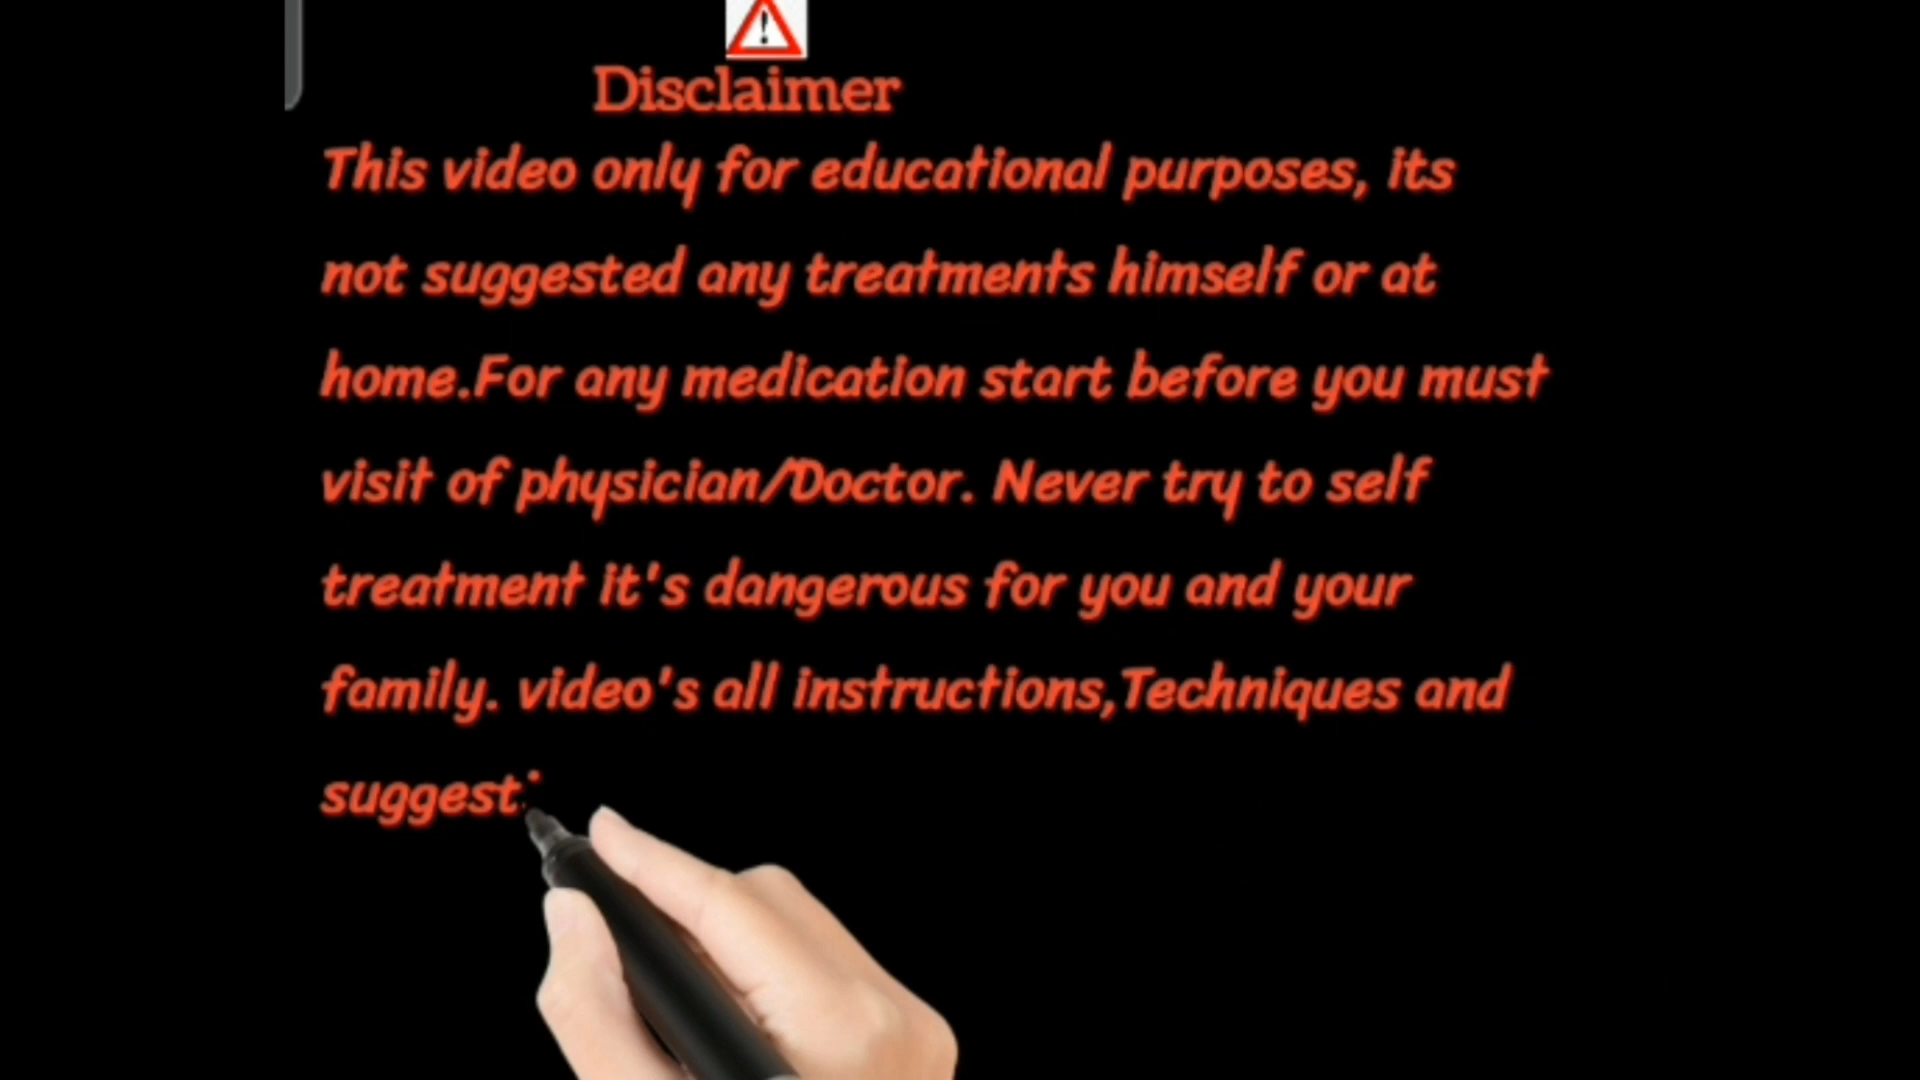 Disclaimer
This video only for educational purposes, its
not suggested any treatments himself or at
home.For any medication start before you must
visit of physician/Doctor. Never try to self
treatment it's dangerous for you and your
family. video's all instructions,Techniques and
suggest